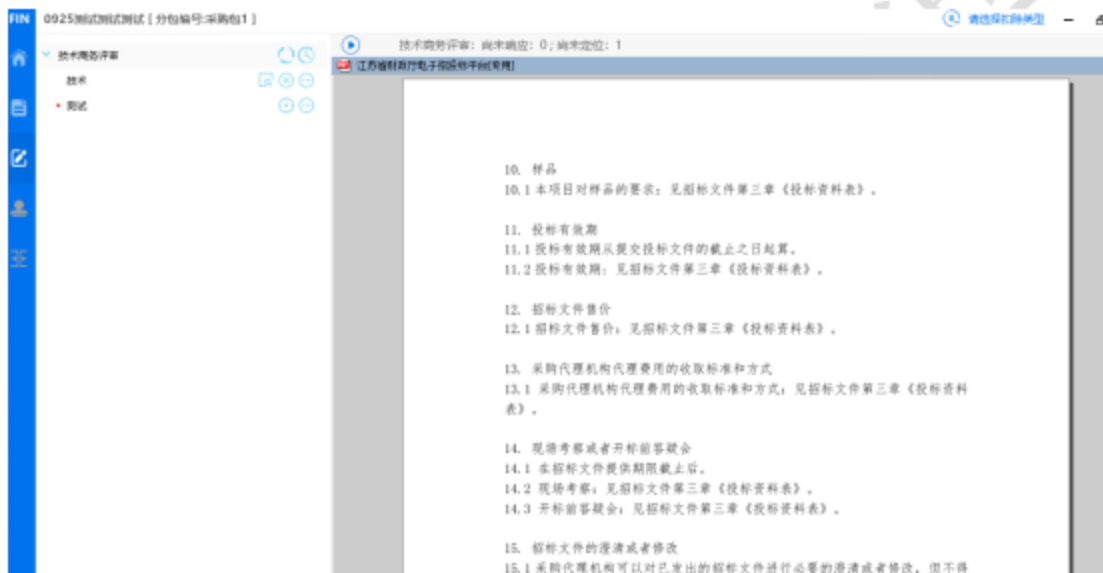 FIN 0925测试测试测试 [ 分包编号:采购包1 ]
请选择扣除类型
技术商务评审
技术
测试
技术商务评审：尚未响应：0；尚未定位：1
江苏省财政厅电子招投标平台[专用]
10. 样品
10.1 本项目对样品的要求：见招标文件第三章《投标资料表》。
11. 投标有效期
11.1 投标有效期从提交投标文件的截止之日起算。
11.2 投标有效期：见招标文件第三章《投标资料表》。
12. 招标文件售价
12.1 招标文件售价：见招标文件第三章《投标资料表》。
13. 采购代理机构代理费用的收取标准和方式
13.1 采购代理机构代理费用的收取标准和方式：见招标文件第三章《投标资料
表》。
14. 现场考察或者开标前答疑会
14.1 在招标文件提供期限截止后。
14.2 现场考察：见招标文件第三章《投标资料表》。
14.3 开标前答疑会：见招标文件第三章《投标资料表》。
15. 招标文件的澄清或者修改
15.1 采购代理机构可以对已发出的招标文件进行必要的澄清或者修改，但不得